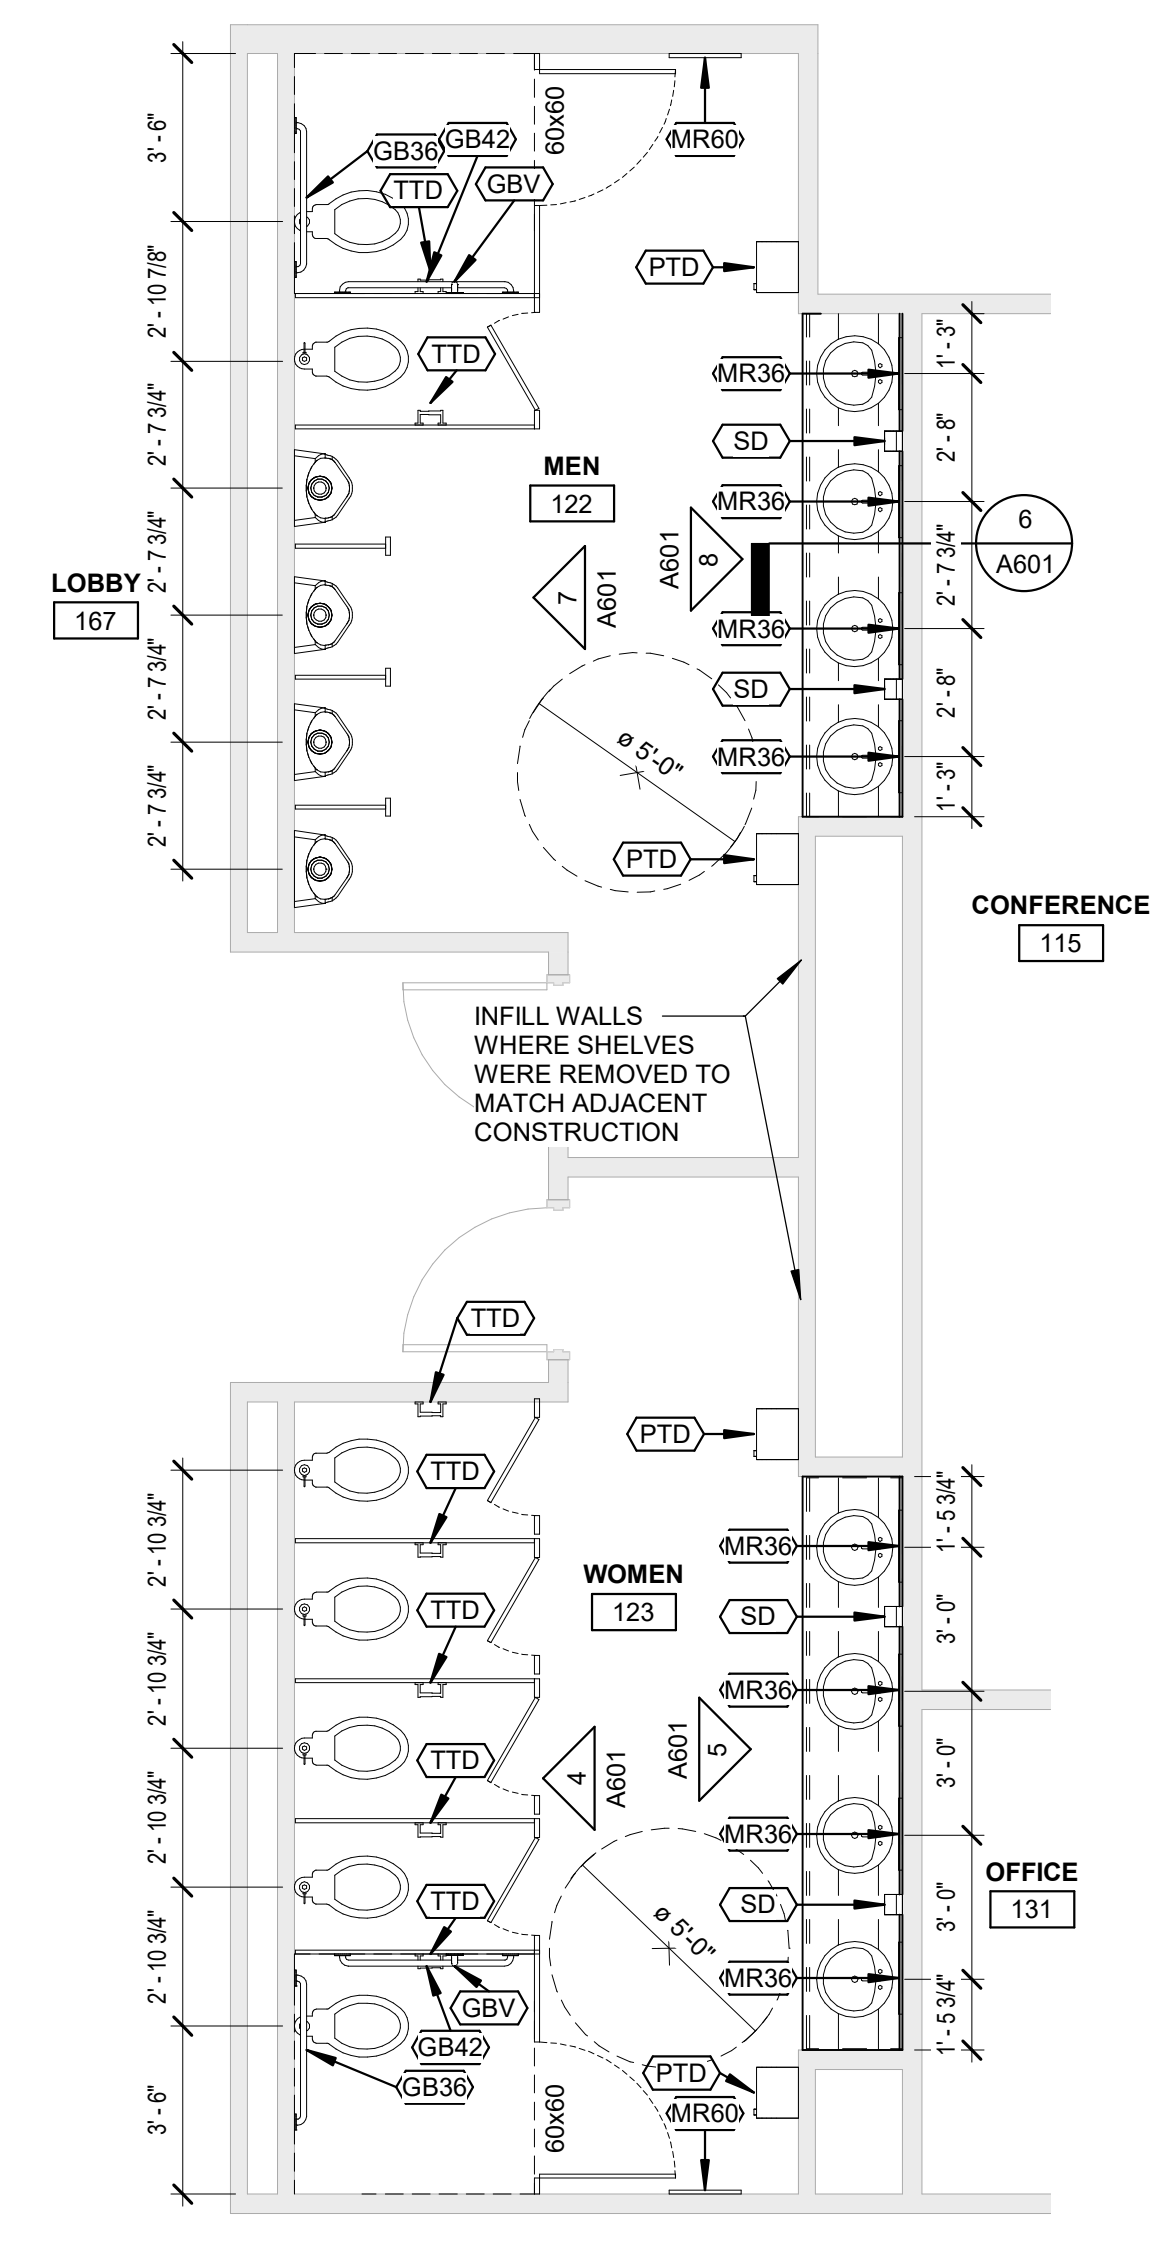 3' - 6"
60x60
MR60
GB36
GB42
TTD
GBV
2' - 10 7/8"
PTD
TTD
MR36
1' - 3"
2' - 7 3/4"
SD
2' - 8"
MEN
122
MR36
2' - 7 3/4"
A601
8
6
A601
2' - 7 3/4"
LOBBY
167
7
A601
MR36
2' - 7 3/4"
SD
2' - 8"
ø 5'-0"
MR36
1' - 3"
2' - 7 3/4"
PTD
CONFERENCE
115
INFILL WALLS
WHERE SHELVES
WERE REMOVED TO
MATCH ADJACENT
CONSTRUCTION
TTD
PTD
TTD
1' - 5 3/4"
2' - 10 3/4"
MR36
WOMEN
123
TTD
SD
3' - 0"
2' - 10 3/4"
MR36
A601
5
4
A601
TTD
3' - 0"
2' - 10 3/4"
MR36
OFFICE
131
TTD
SD
3' - 0"
ø 5'-0"
2' - 10 3/4"
MR36
GBV
GB42
GB36
1' - 5 3/4"
PTD
MR60
3' - 6"
60x60